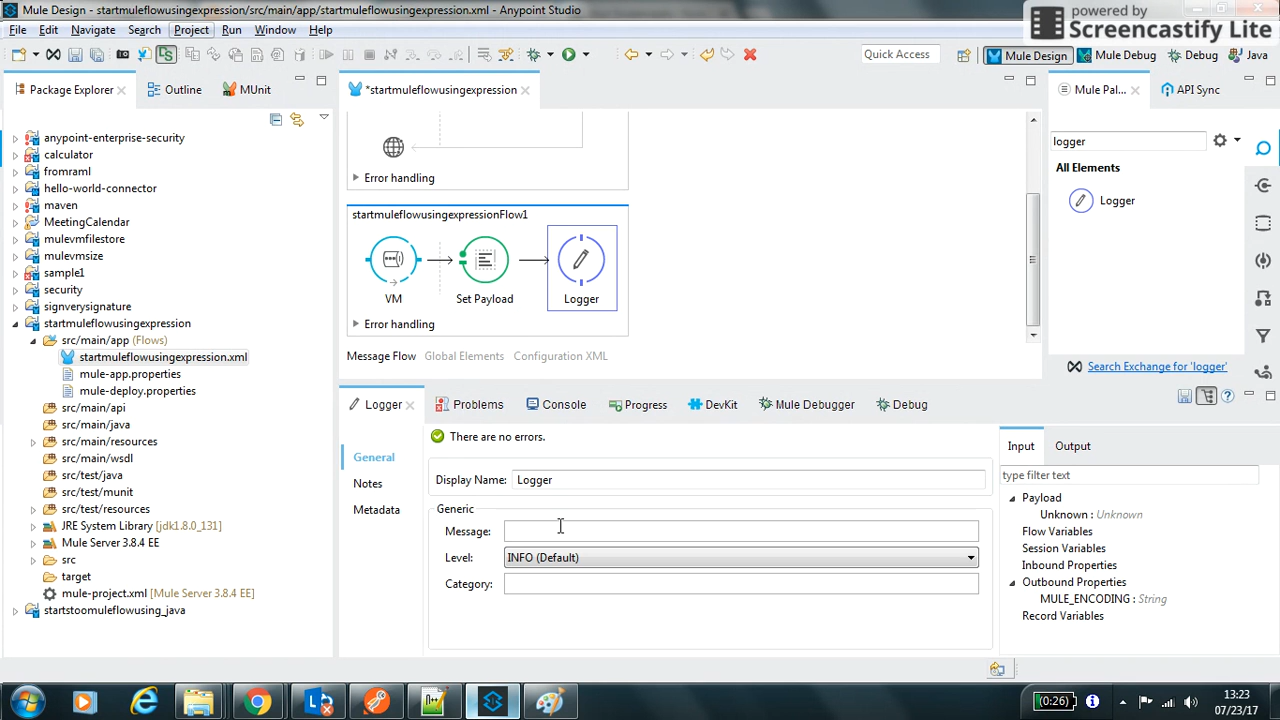 Mule Design - startmuleflowusingexpression/src/main/app/startmuleflowusingexpression.xml - Anypoint Studio
powered by
Screencastify Lite
File Edit Navigate Search Project Run Window Help
Quick Access
Mule Design
Mule Debug
Debug
Java
Package Explorer
Outline
MUnit
*startmuleflowusingexpression
Mule Pal...
API Sync
anypoint-enterprise-security
calculator
fromraml
hello-world-connector
maven
MeetingCalendar
mulevmfilestore
mulevmsize
sample1
security
signverysignature
startmuleflowusingexpression
src/main/app (Flows)
startmuleflowusingexpression.xml
mule-app.properties
mule-deploy.properties
src/main/api
src/main/java
src/main/resources
src/main/wsdl
src/test/java
src/test/munit
src/test/resources
JRE System Library [jdk1.8.0_131]
Mule Server 3.8.4 EE
src
target
mule-project.xml [Mule Server 3.8.4 EE]
startstoomuleflowusing_java
Error handling
startmuleflowusingexpressionFlow1
VM
Set Payload
Logger
Error handling
Message Flow Global Elements Configuration XML
logger
All Elements
Logger
Search Exchange for 'logger'
Logger
Problems
Console
Progress
DevKit
Mule Debugger
Debug
There are no errors.
General
Notes
Metadata
Display Name: Logger
Generic
Message:
Level: INFO (Default)
Category:
Input
Output
type filter text
Payload
Unknown : Unknown
Flow Variables
Session Variables
Inbound Properties
Outbound Properties
MULE_ENCODING : String
Record Variables
(0:26)
13:23
07/23/17